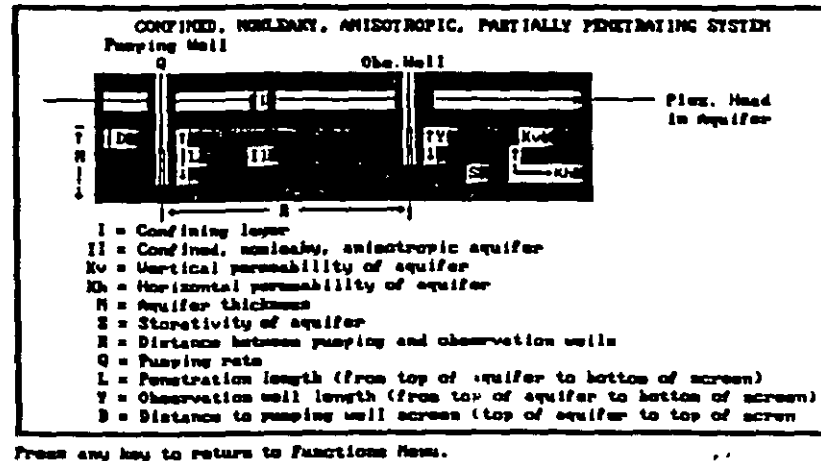 CONFINED, NONLEAKY, ANISOTROPIC, PARTIALLY PENETRATING SYSTEM
Pumping Well
Q
Obs.Well
I
Piez. Head
in Aquifer
D
M
L
II
Y
Kv
S
Kh
R
I = Confining layer
II = Confined, nonleaky, anisotropic aquifer
Kv = Vertical permeability of aquifer
Kh = Horizontal permeability of aquifer
M = Aquifer thickness
S = Storativity of aquifer
R = Distance between pumping and observation wells
Q = Pumping rate
L = Penetration length (from top of aquifer to bottom of screen)
Y = Observation well length (from top of aquifer to bottom of screen)
D = Distance to pumping well screen (top of aquifer to top of screen
Press any key to return to Functions Menu.